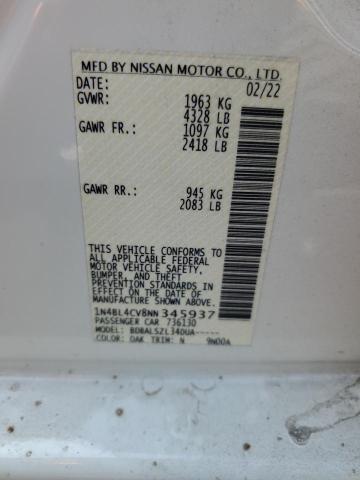 MFD BY NISSAN MOTOR CO., LTD.
DATE: 02/22
GVWR: 1963 KG
4328 LB
GAWR FR: 1097 KG
2418 LB
GAWR RR: 945 KG
2083 LB
THIS VEHICLE CONFORMS TO
ALL APPLICABLE FEDERAL
MOTOR VEHICLE SAFETY,
BUMPER, AND THEFT
PREVENTION STANDARDS IN
EFFECT ON THE DATE OF
MANUFACTURE SHOWN ABOVE.
1N4BL4CV8NN345937
PASSENGER CAR 736130
MODEL: BDBALSZL34DUA-----
COLOR: QAK TRIM: N 9N00A